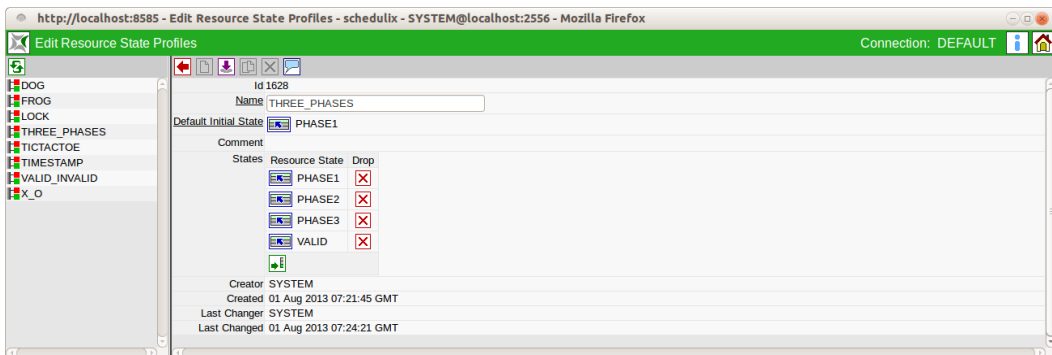 http://localhost:8585 - Edit Resource State Profiles - schedulix - SYSTEM@localhost:2556 - Mozilla Firefox
Edit Resource State Profiles
Connection: DEFAULT
DOG
FROG
LOCK
THREE_PHASES
TICTACTOE
TIMESTAMP
VALID_INVALID
X_O
Id 1628
Name THREE_PHASES
Default Initial State PHASE1
Comment
States Resource State Drop
PHASE1
PHASE2
PHASE3
VALID
Creator SYSTEM
Created 01 Aug 2013 07:21:45 GMT
Last Changer SYSTEM
Last Changed 01 Aug 2013 07:24:21 GMT